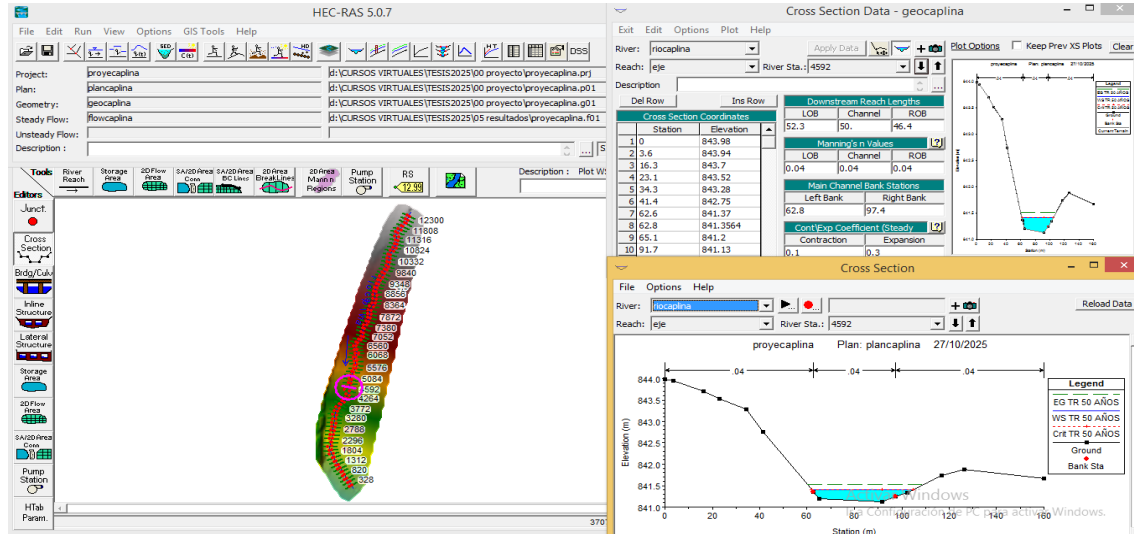 HEC-RAS 5.0.7
File Edit Run View Options GIS Tools Help
Project: proyecaplina d:\CURSOS VIRTUALES\TESIS2025\00 proyecto\proyecaplina.prj
Plan: plancaplina d:\CURSOS VIRTUALES\TESIS2025\00 proyecto\proyecaplina.p01
Geometry: geocaplina d:\CURSOS VIRTUALES\TESIS2025\00 proyecto\proyecaplina.g01
Steady Flow: flowcaplina d:\CURSOS VIRTUALES\TESIS2025\05 resultados\proyecaplina.f01
Unsteady Flow:
Description :
Tools
Editors
River Reach
Storage Area
2D Flow Area
SA/2D Area Conn
SA/2D Area BC Lines
2D Area BreakLines
2D Area Mann n Regions
Pump Station
RS
12.99
Description : Plot WS
Junct.
Cross Section
Brdg/Culv
Inline Structure
Lateral Structure
Storage Area
2D Flow Area
SA/2D Area Conn
Pump Station
HTab Param.
12300
11808
11316
10824
10332
9840
9348
8856
8364
7872
7380
7052
6560
6068
5576
5084
4592
4264
3772
3280
2788
2296
1804
1312
820
328
Cross Section Data - geocaplina
Exit Edit Options Plot Help
River: riocaplina Apply Data Plot Options Keep Prev XS Plots Clear
Reach: eje River Sta.: 4592
Description
Del Row Ins Row
Cross Section Coordinates
Station Elevation
1 0 843.98
2 3.6 843.94
3 16.3 843.7
4 23.1 843.52
5 34.3 843.28
6 41.4 842.75
7 62.6 841.37
8 62.8 841.3564
9 65.1 841.2
10 91.7 841.13
Downstream Reach Lengths
LOB Channel ROB
52.3 50. 46.4
Manning's n Values
LOB Channel ROB
0.04 0.04 0.04
Main Channel Bank Stations
Left Bank Right Bank
62.8 97.4
Cont\Exp Coefficient (Steady
Contraction Expansion
0.1 0.3
Cross Section
File Options Help
River: riocaplina Reload Data
Reach: eje River Sta.: 4592
proyecaplina Plan: plancaplina 27/10/2025
.04 .04 .04
844.0
843.5
843.0
842.5
842.0
841.5
841.0
Elevation (m)
0 20 40 60 80 100 120 140 160
Station (m)
Legend
EG TR 50 AÑOS
WS TR 50 AÑOS
Crit TR 50 AÑOS
Ground
Bank Sta